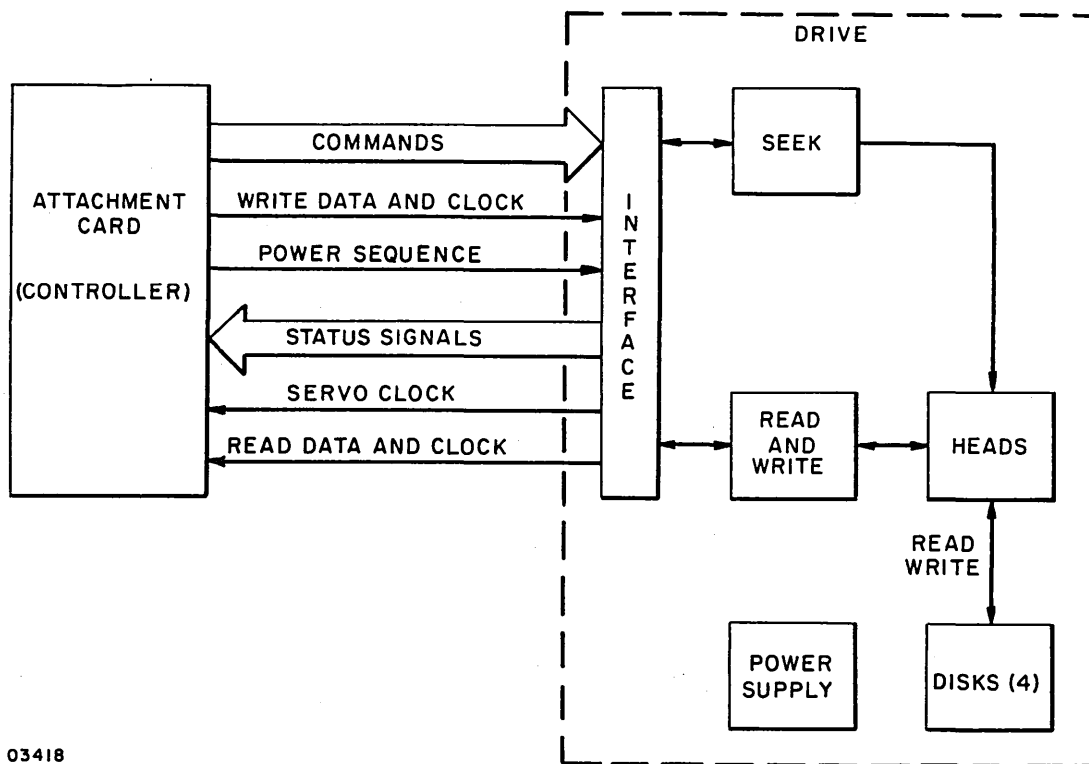 DRIVE
ATTACHMENT
CARD
(CONTROLLER)
COMMANDS
WRITE DATA AND CLOCK
POWER SEQUENCE
STATUS SIGNALS
SERVO CLOCK
READ DATA AND CLOCK
INTERFACE
SEEK
READ
AND
WRITE
HEADS
READ
WRITE
POWER
SUPPLY
DISKS (4)
03418